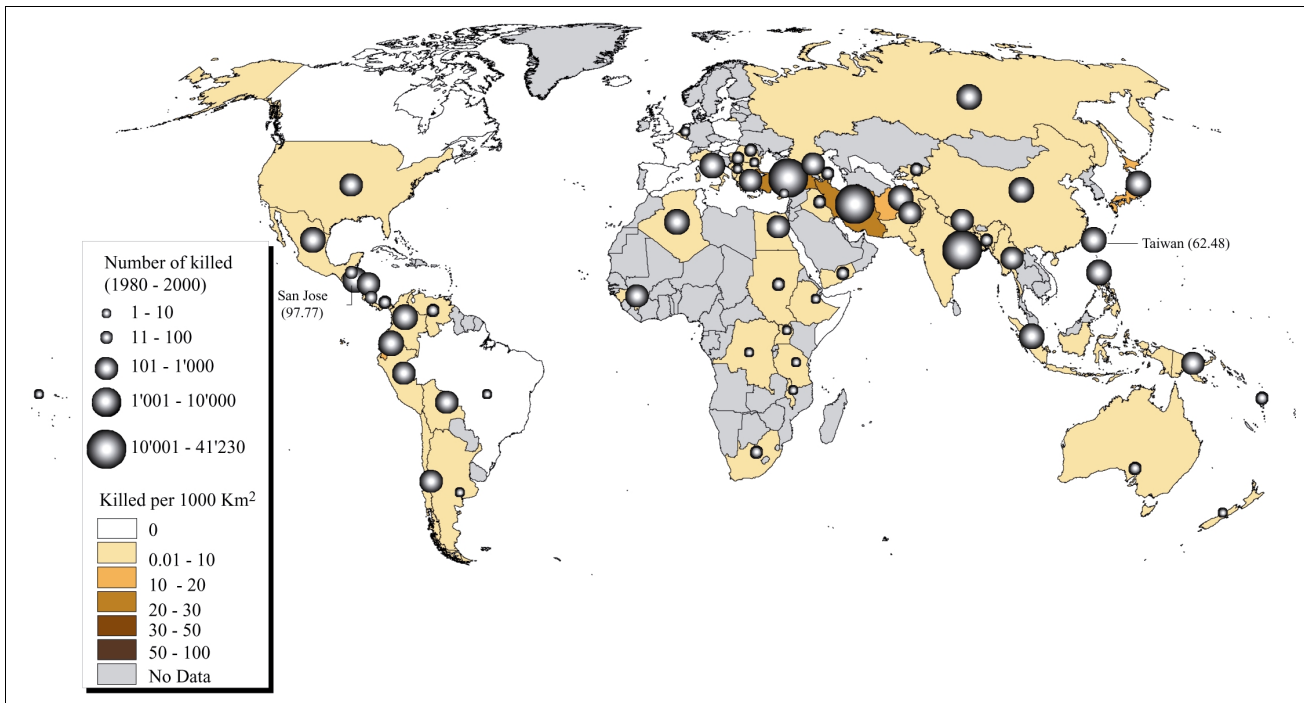 Number of killed
(1980 - 2000)
1 - 10
11 - 100
101 - 1'000
1'001 - 10'000
10'001 - 41'230
Killed per 1000 Km²
0
0.01 - 10
10 - 20
20 - 30
30 - 50
50 - 100
No Data
San Jose
(97.77)
Taiwan (62.48)